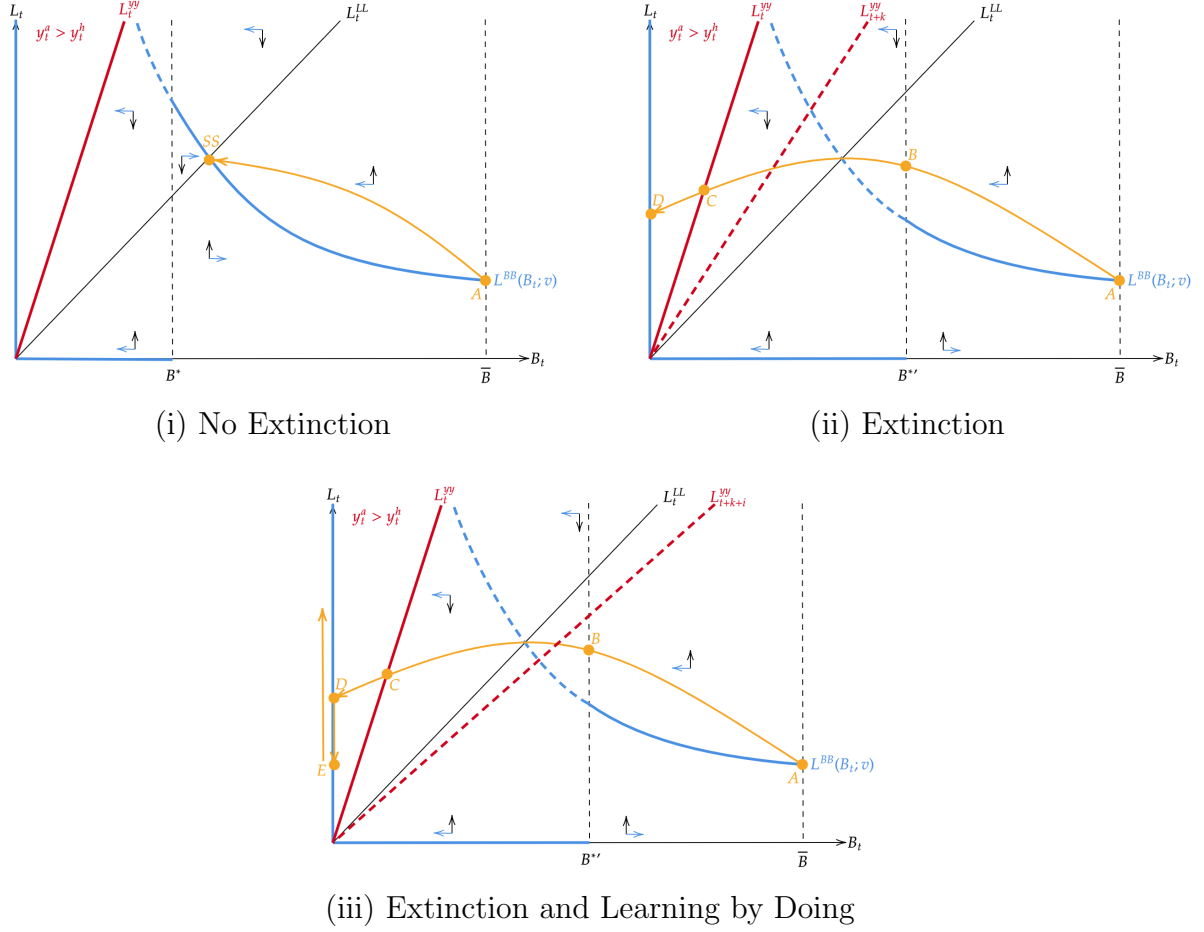 L_t
L_t^{yy}
L_t^{LL}
y_t^a > y_t^h
SS
A
L^{BB}(B_t; v)
B_t
B*
B̅
(i) No Extinction
L_t
L_t^{yy}
L_{t+k}^{yy}
L_t^{LL}
y_t^a > y_t^h
B
D
C
A
L^{BB}(B_t; v)
B_t
B*′
B̅
(ii) Extinction
L_t
L_t^{yy}
L_t^{LL}
L_{t+k+i}^{yy}
y_t^a > y_t^h
B
D
C
E
A
L^{BB}(B_t; v)
B_t
B*′
B̅
(iii) Extinction and Learning by Doing